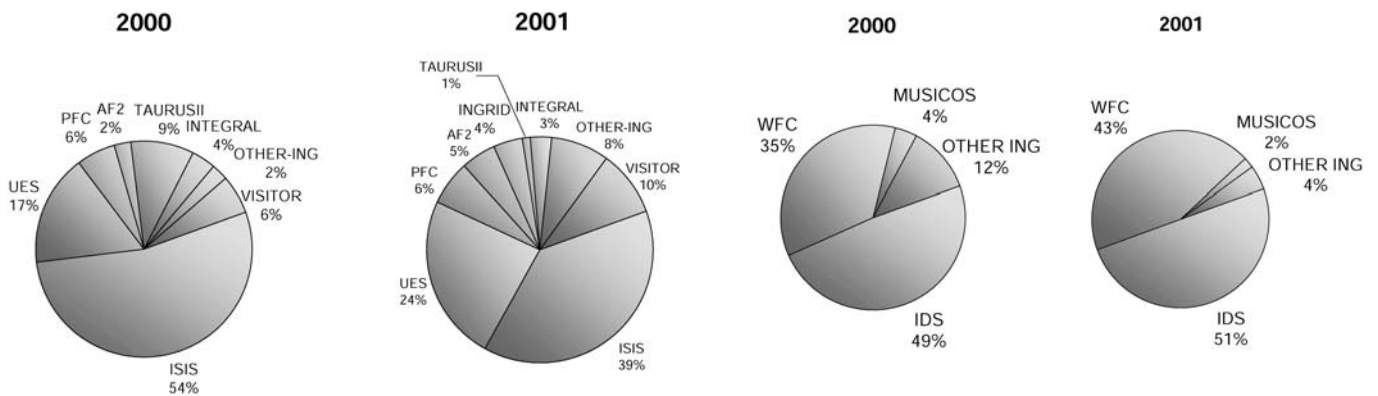 2000
PFC
6%
AF2
2%
TAURUSII
9%
INTEGRAL
4%
OTHER-ING
2%
VISITOR
6%
UES
17%
ISIS
54%
2001
TAURUSII
1%
INGRID
4%
INTEGRAL
3%
AF2
5%
OTHER-ING
8%
PFC
6%
VISITOR
10%
UES
24%
ISIS
39%
2000
MUSICOS
4%
WFC
35%
OTHER ING
12%
IDS
49%
2001
WFC
43%
MUSICOS
2%
OTHER ING
4%
IDS
51%